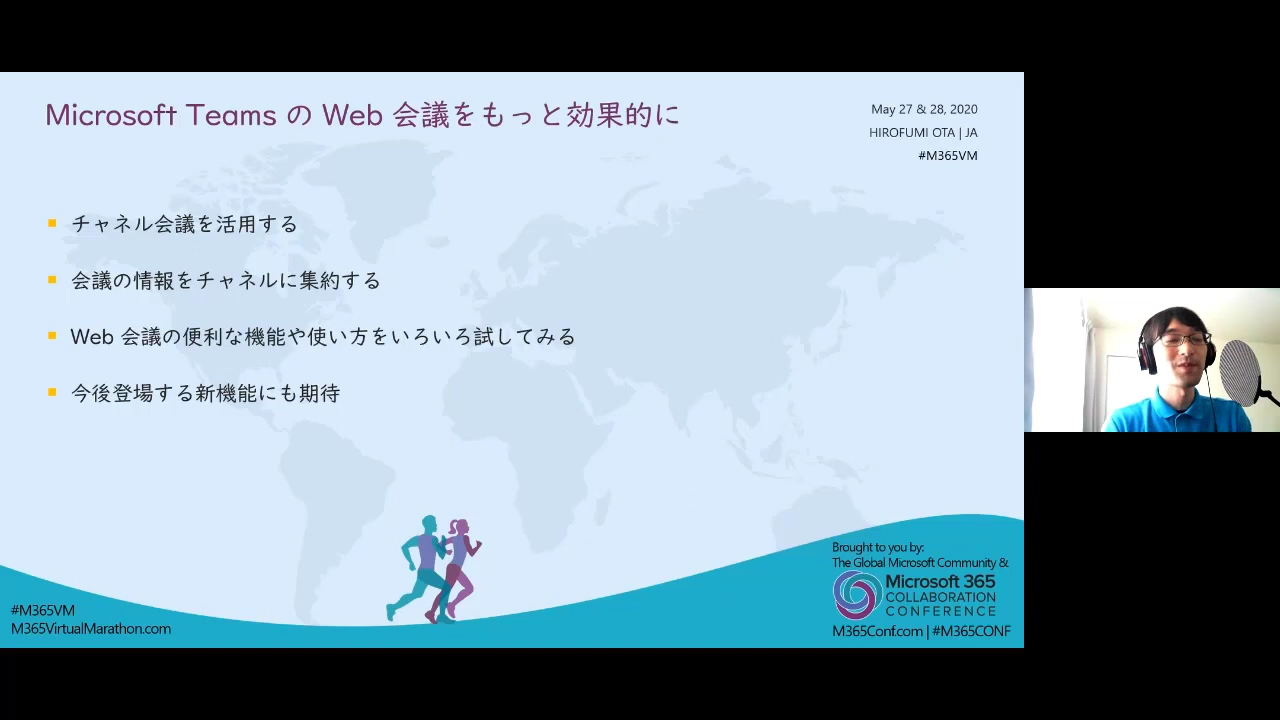 Microsoft Teams の Web 会議をもっと効果的に
May 27 & 28, 2020
HIROFUMI OTA | JA
#M365VM
チャネル会議を活用する
会議の情報をチャネルに集約する
Web 会議の便利な機能や使い方をいろいろ試してみる
今後登場する新機能にも期待
#M365VM
M365VirtualMarathon.com
Brought to you by:
The Global Microsoft Community &
Microsoft 365
COLLABORATION
CONFERENCE
M365Conf.com | #M365CONF